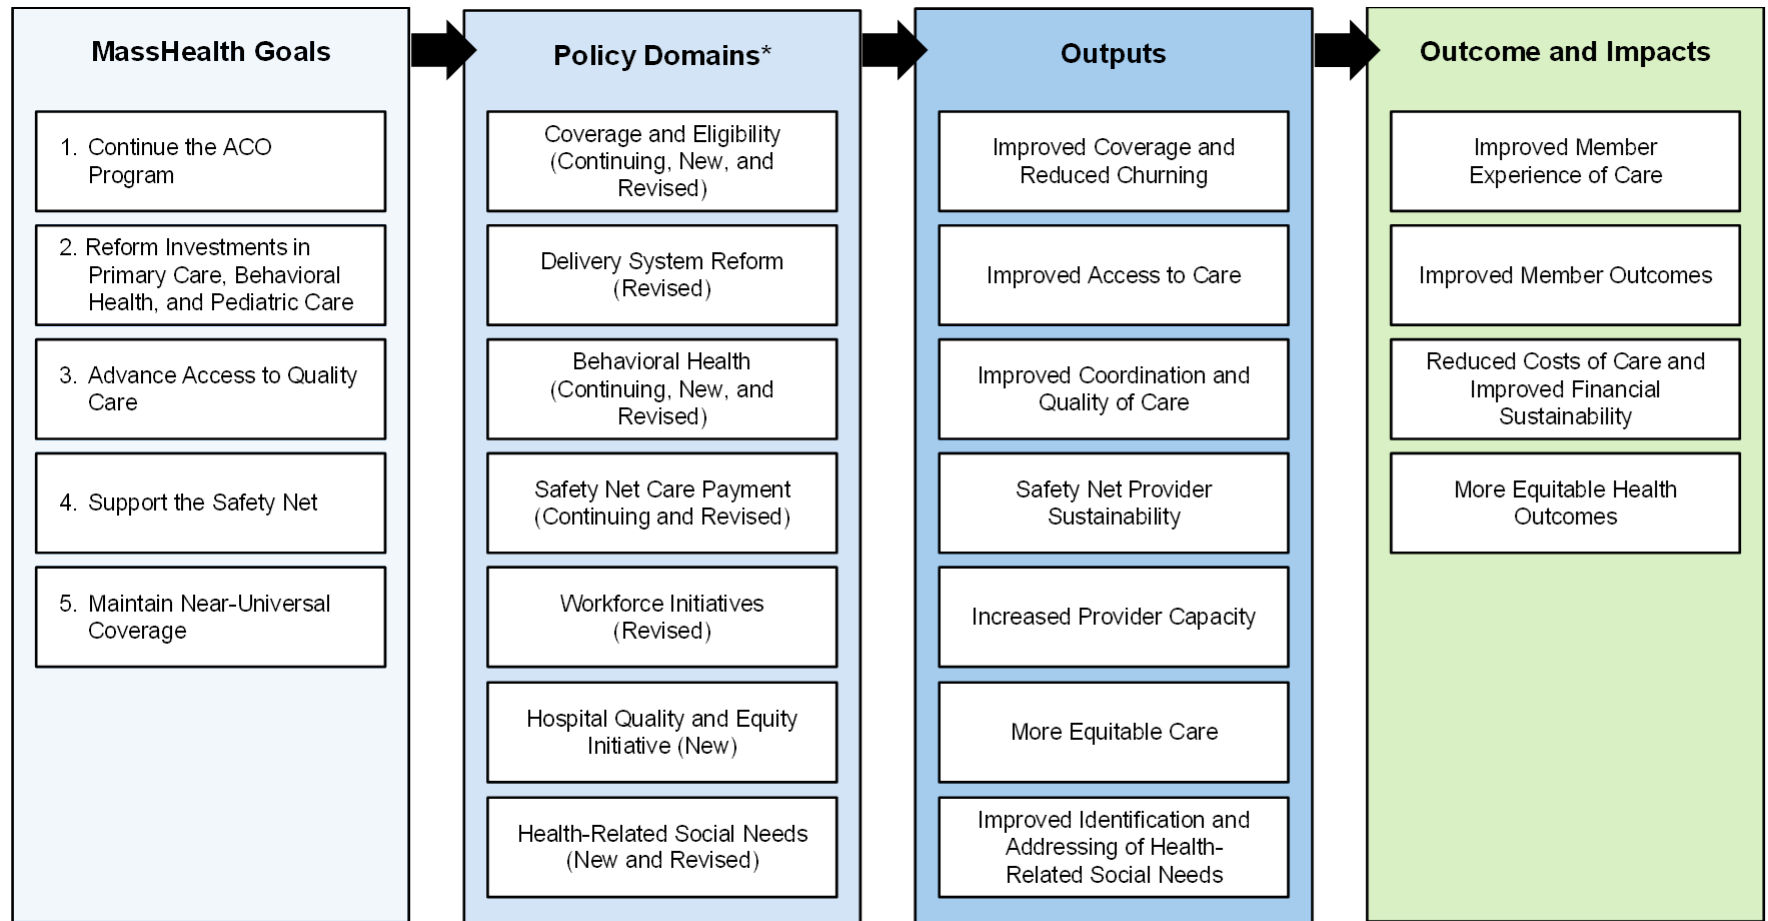 MassHealth Goals
1. Continue the ACO
Program
2. Reform Investments in
Primary Care, Behavioral
Health, and Pediatric Care
3. Advance Access to Quality
Care
4. Support the Safety Net
5. Maintain Near-Universal
Coverage
Policy Domains*
Coverage and Eligibility
(Continuing, New, and
Revised)
Delivery System Reform
(Revised)
Behavioral Health
(Continuing, New, and
Revised)
Safety Net Care Payment
(Continuing and Revised)
Workforce Initiatives
(Revised)
Hospital Quality and Equity
Initiative (New)
Health-Related Social Needs
(New and Revised)
Outputs
Improved Coverage and
Reduced Churning
Improved Access to Care
Improved Coordination and
Quality of Care
Safety Net Provider
Sustainability
Increased Provider Capacity
More Equitable Care
Improved Identification and
Addressing of Health-
Related Social Needs
Outcome and Impacts
Improved Member
Experience of Care
Improved Member Outcomes
Reduced Costs of Care and
Improved Financial
Sustainability
More Equitable Health
Outcomes